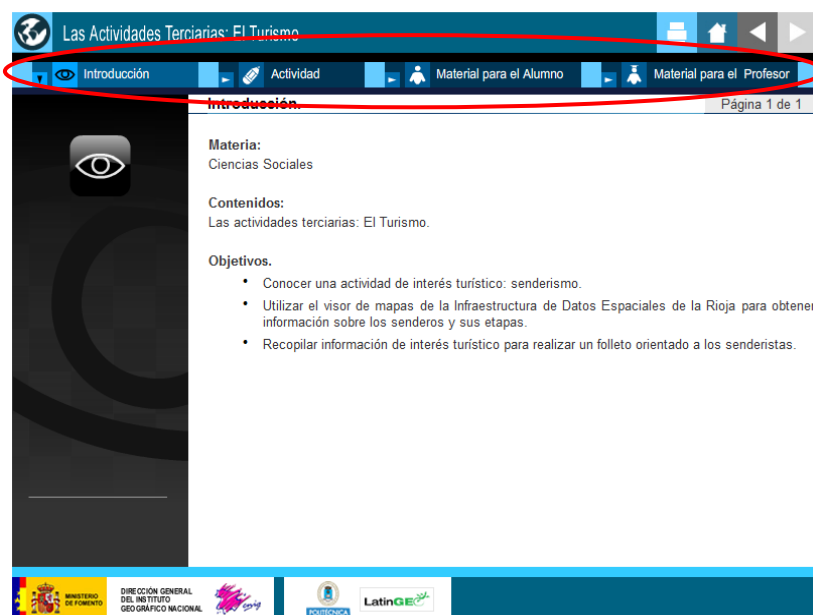 Las Actividades Terciarias: El Turismo
Introducción
Actividad
Material para el Alumno
Material para el Profesor
Introducción.
Página 1 de 1
Materia:
Ciencias Sociales
Contenidos:
Las actividades terciarias: El Turismo.
Objetivos.
• Conocer una actividad de interés turístico: senderismo.
• Utilizar el visor de mapas de la Infraestructura de Datos Espaciales de la Rioja para obtener
información sobre los senderos y sus etapas.
• Recopilar información de interés turístico para realizar un folleto orientado a los senderistas.
MINISTERIO
DE FOMENTO
DIRECCIÓN GENERAL
DEL INSTITUTO
GEOGRÁFICO NACIONAL
cnig
POLITÉCNICA
LatinGEO